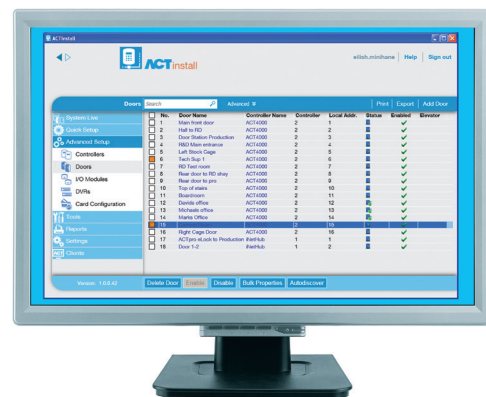 ACTinstall
ACTinstall
eilish.minihane Help Sign out
Doors Search Advanced Print Export Add Door
System Live
Quick Setup
Advanced Setup
Controllers
Doors
I/O Modules
DVRs
Card Configuration
Tools
Reports
Settings
ACT Clients
No. Door Name Controller Name Controller Local Addr. Status Enabled Elevator
1 Main front door ACT4000 2 1
2 Hall to RD ACT4000 2 2
3 Door Station Production ACT4000 2 3
4 R&D Main entrance ACT4000 2 4
5 Left Stock Cage ACT4000 2 5
6 Tech Sup 1 ACT4000 2 6
7 RD Test room ACT4000 2 7
8 Rear door to RD shay ACT4000 2 8
9 Rear door to pro ACT4000 2 9
10 Top of stairs ACT4000 2 10
11 Boardroom ACT4000 2 11
12 Davids office ACT4000 2 12
13 Michaels office ACT4000 2 13
14 Marks Office ACT4000 2 14
15 2 15
16 Right Cage Door ACT4000 2 16
17 ACTpro eLock to Production iNetHub 1 1
18 Door 1-2 iNetHub 1 2
Version: 1.0.0.42 Delete Door Enable Disable Bulk Properties Autodiscover